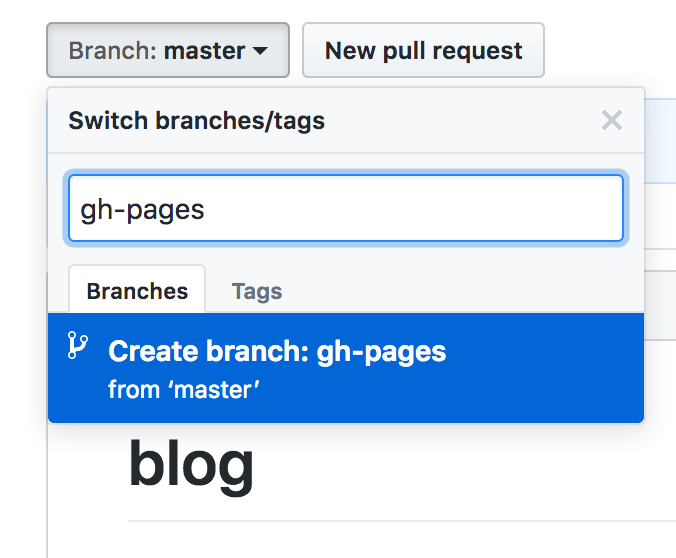 Branch: master
New pull request
Switch branches/tags
gh-pages
Branches
Tags
Create branch: gh-pages
from ‘master’
blog